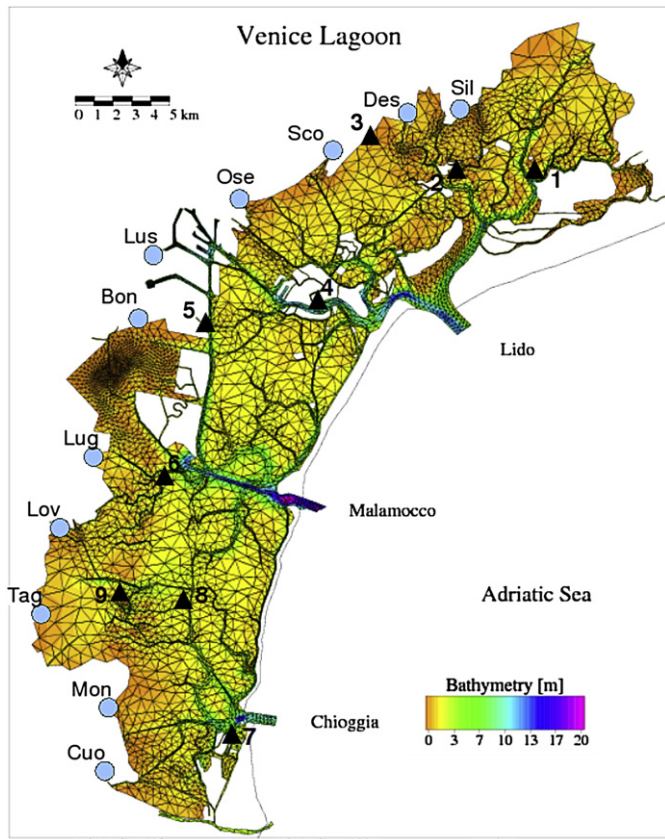 Venice Lagoon
0 1 2 3 4 5 km
Des
Sil
3
Sco
2
1
Ose
Lus
4
Bon
5
Lido
Lug
6
Malamocco
Lov
9
8
Adriatic Sea
Tag
Mon
Bathymetry [m]
0 3 7 10 13 17 20
Chioggia
7
Cuo